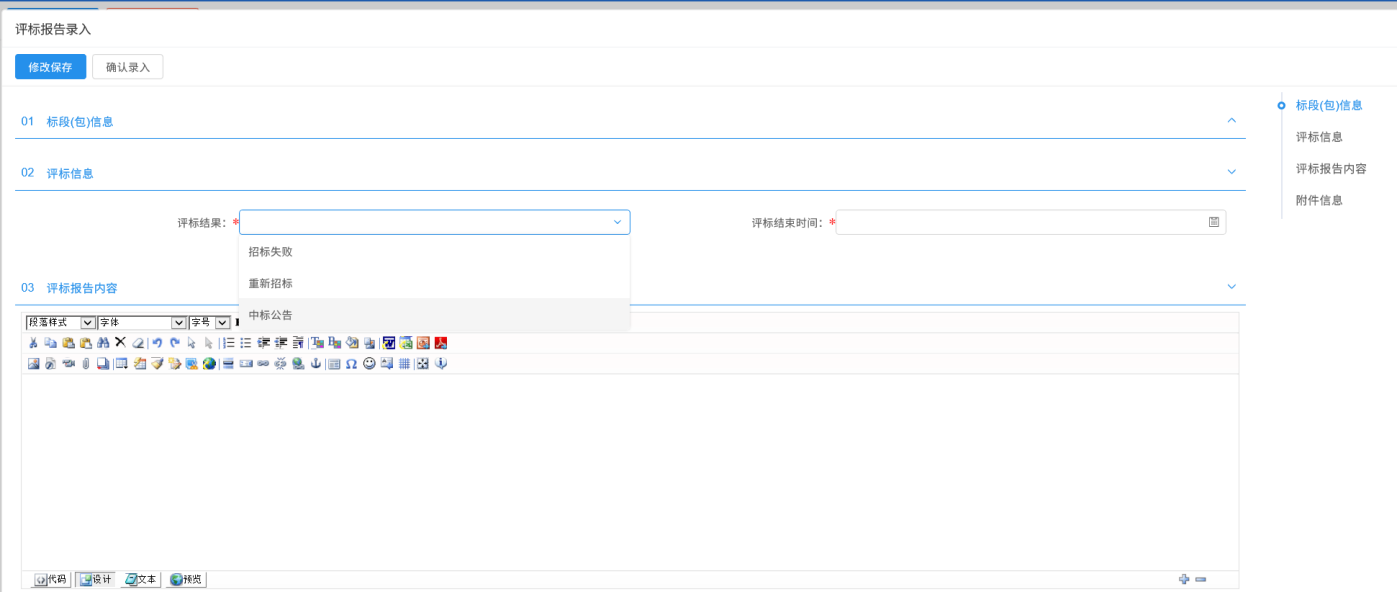 评标报告录入
修改保存 确认录入
01 标段(包)信息
02 评标信息
评标结果：* 评标结束时间：*
招标失败
重新招标
中标公告
03 评标报告内容
段落样式 字体 字号
代码 设计 文本 预览
标段(包)信息
评标信息
评标报告内容
附件信息